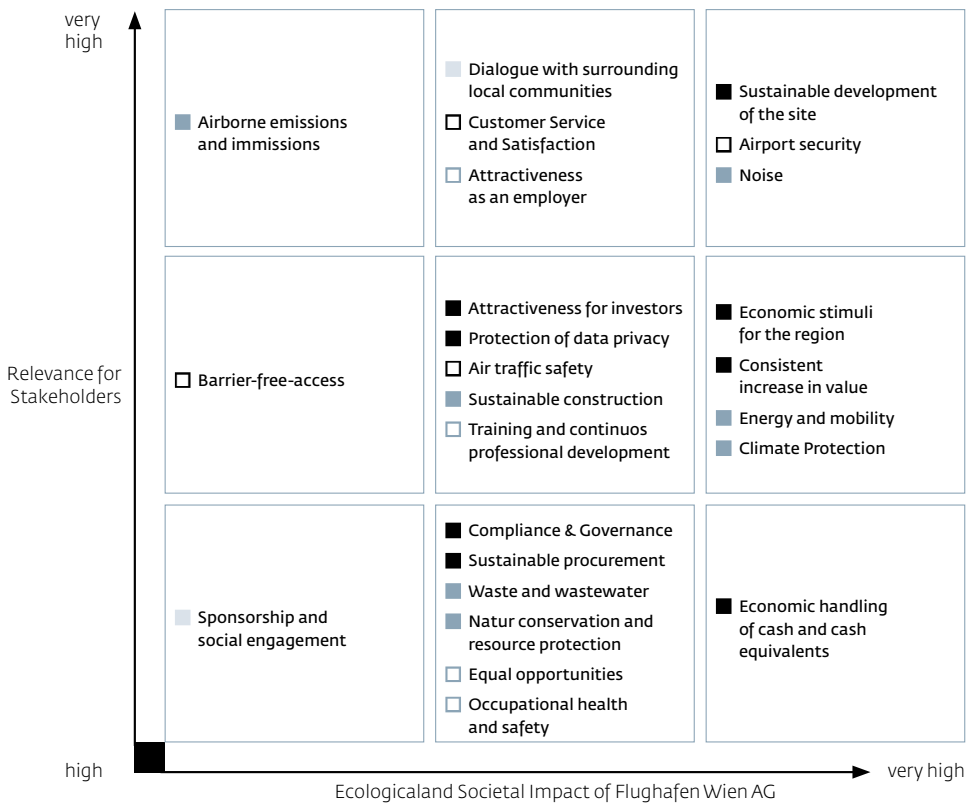 very
high
Airborne emissions
and immissions
Dialogue with surrounding
local communities
Customer Service
and Satisfaction
Attractiveness
as an employer
Sustainable development
of the site
Airport security
Noise
Relevance for
Stakeholders
Barrier-free-access
Attractiveness for investors
Protection of data privacy
Air traffic safety
Sustainable construction
Training and continuos
professional development
Economic stimuli
for the region
Consistent
increase in value
Energy and mobility
Climate Protection
Sponsorship and
social engagement
Compliance & Governance
Sustainable procurement
Waste and wastewater
Natur conservation and
resource protection
Equal opportunities
Occupational health
and safety
Economic handling
of cash and cash
equivalents
high
very high
Ecologicaland Societal Impact of Flughafen Wien AG